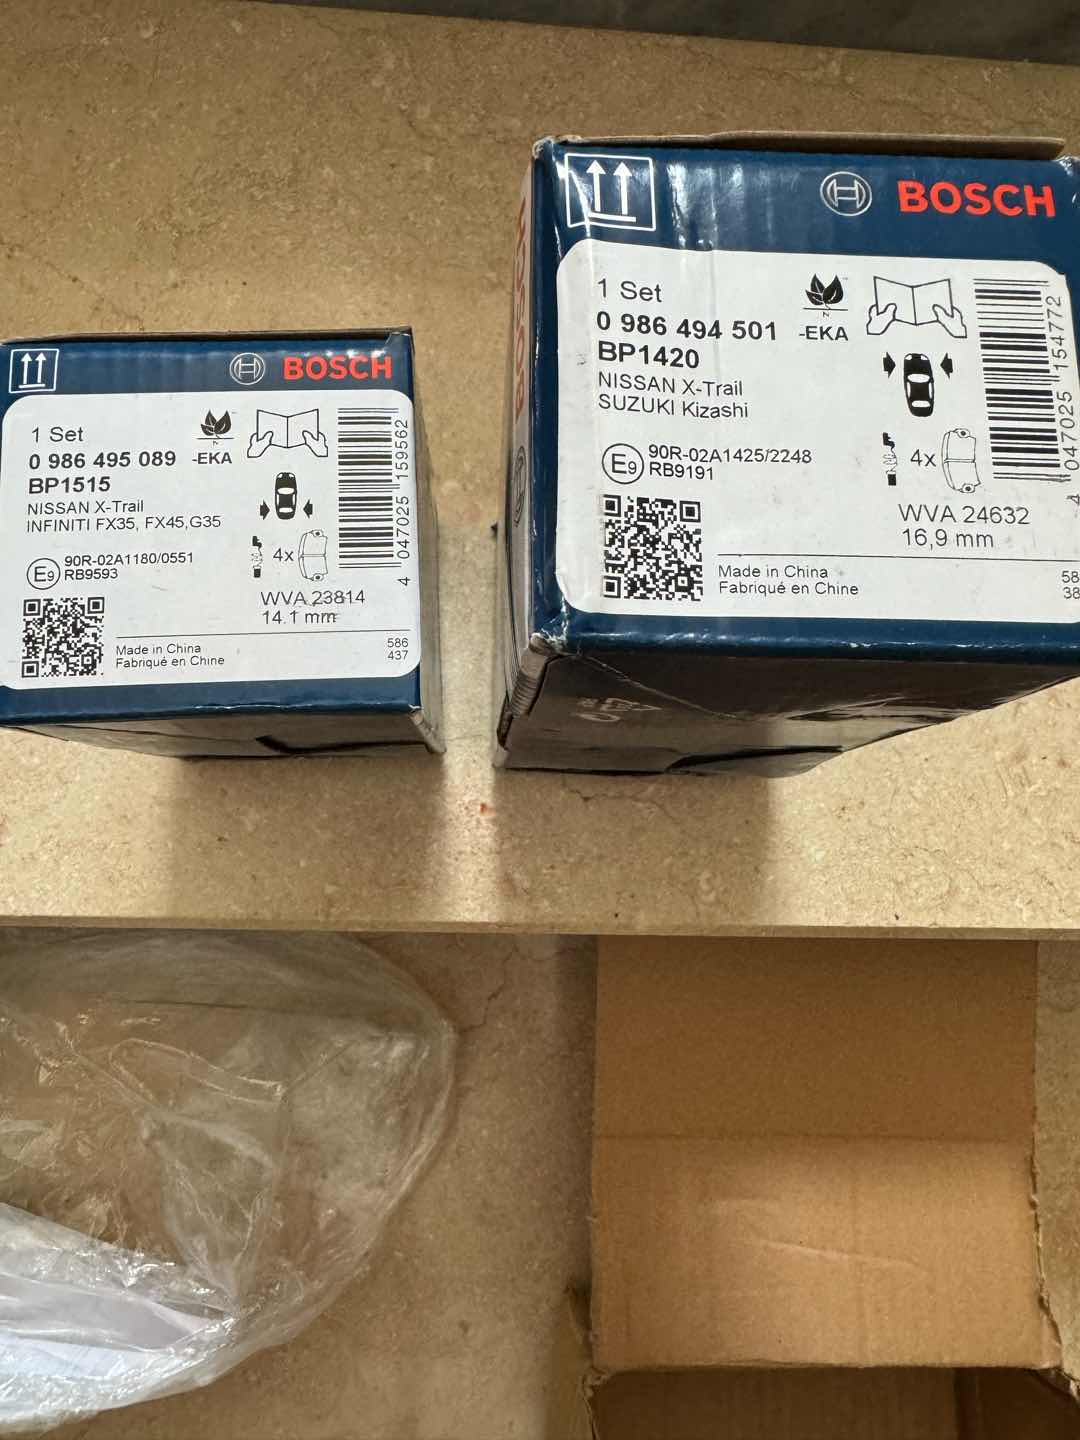 BOSCH
1 Set
0 986 495 089 -EKA
BP1515
NISSAN X-Trail
INFINITI FX35, FX45,G35
E9 90R-02A1180/0551
RB9593
4x
WVA 23814
14.1 mm
Made in China
Fabriqué en Chine
586
437
4 047025 159562
BOSCH
BOSCH
1 Set
0 986 494 501 -EKA
BP1420
NISSAN X-Trail
SUZUKI Kizashi
E9 90R-02A1425/2248
RB9191
4x
WVA 24632
16,9 mm
Made in China
Fabriqué en Chine
58
38
4 047025 154772